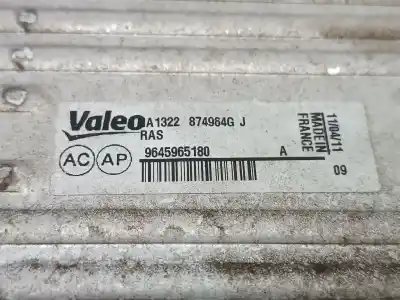 Valeo A1322 874964G J
RAS
AC AP 9645965180 A
11/04/11
MADE IN
FRANCE
09